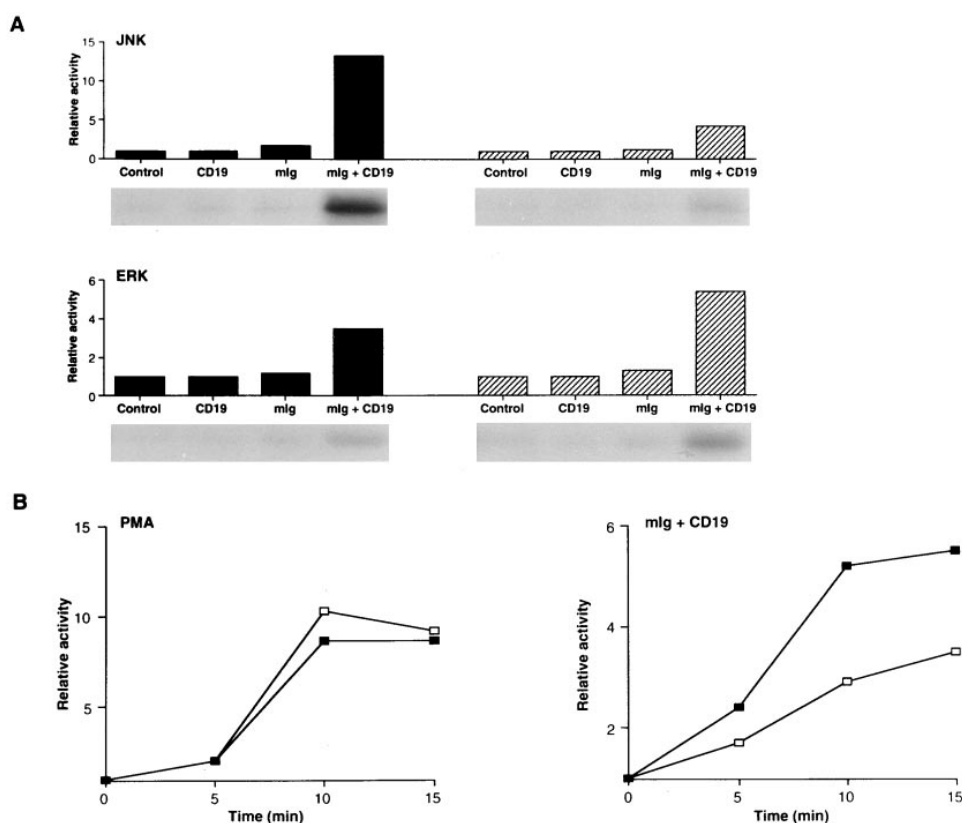 A
JNK
Relative activity
15
10
5
0
Control CD19 mIg mIg + CD19
Control CD19 mIg mIg + CD19
ERK
Relative activity
6
4
2
0
Control CD19 mIg mIg + CD19
Control CD19 mIg mIg + CD19
B
PMA
Relative activity
15
10
5
0 5 10 15
Time (min)
mIg + CD19
Relative activity
6
4
2
0 5 10 15
Time (min)